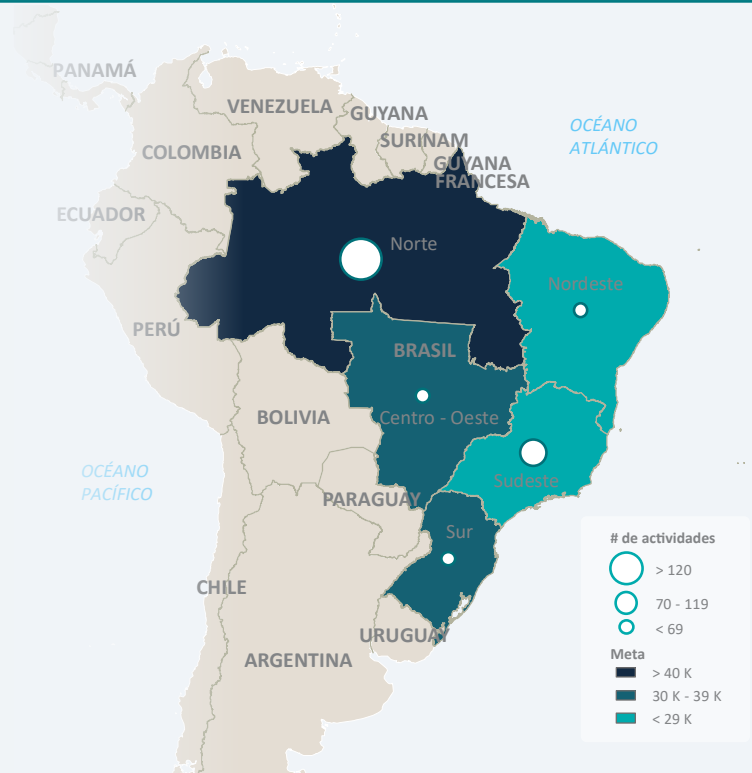 PANAMÁ
VENEZUELA
GUYANA
OCÉANO
ATLÁNTICO
SURINAM
COLOMBIA
GUYANA
FRANCESA
ECUADOR
Norte
Nordeste
PERÚ
BRASIL
BOLIVIA
Centro - Oeste
OCÉANO
PACÍFICO
Sudeste
PARAGUAY
Sur
CHILE
URUGUAY
ARGENTINA
# de actividades
> 120
70 - 119
< 69
Meta
> 40 K
30 K - 39 K
< 29 K